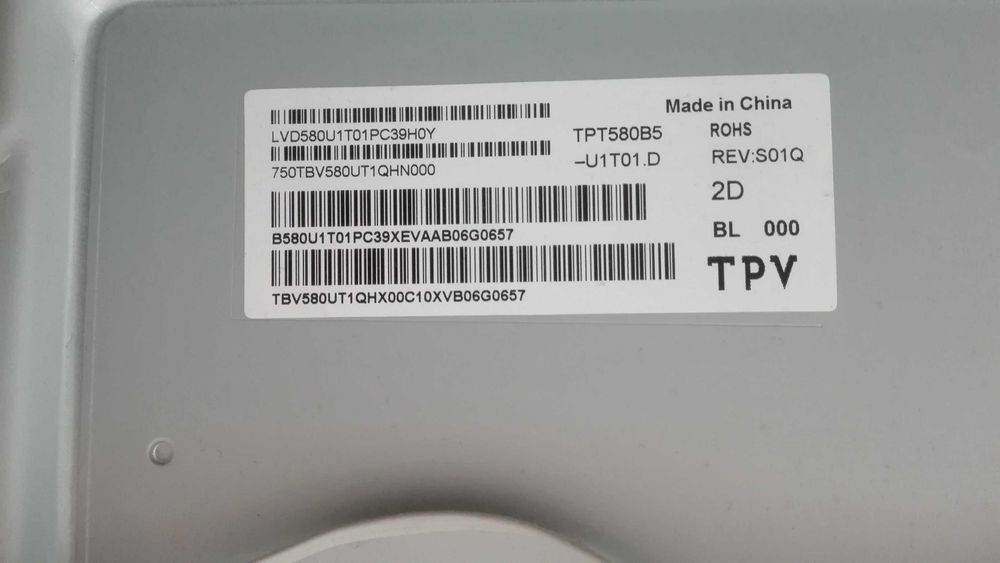 LVD580U1T01PC39H0Y
750TBV580UT1QHN000
B580U1T01PC39XEVAAB06G0657
TBV580UT1QHX00C10XVB06G0657
TPT580B5
–U1T01.D
Made in China
ROHS
REV:S01Q
2D
BL 000
TPV